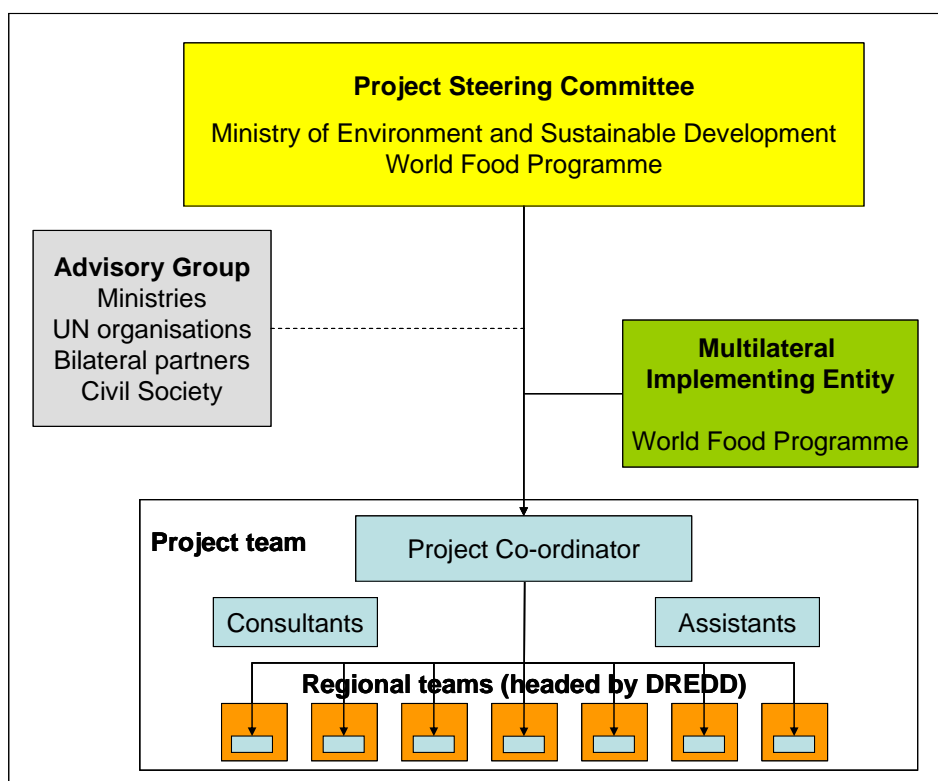 Project Steering Committee
Ministry of Environment and Sustainable Development
World Food Programme
Advisory Group
Ministries
UN organisations
Bilateral partners
Civil Society
Multilateral
Implementing Entity
World Food Programme
Project team
Project Co-ordinator
Consultants
Assistants
Regional teams (headed by DREDD)